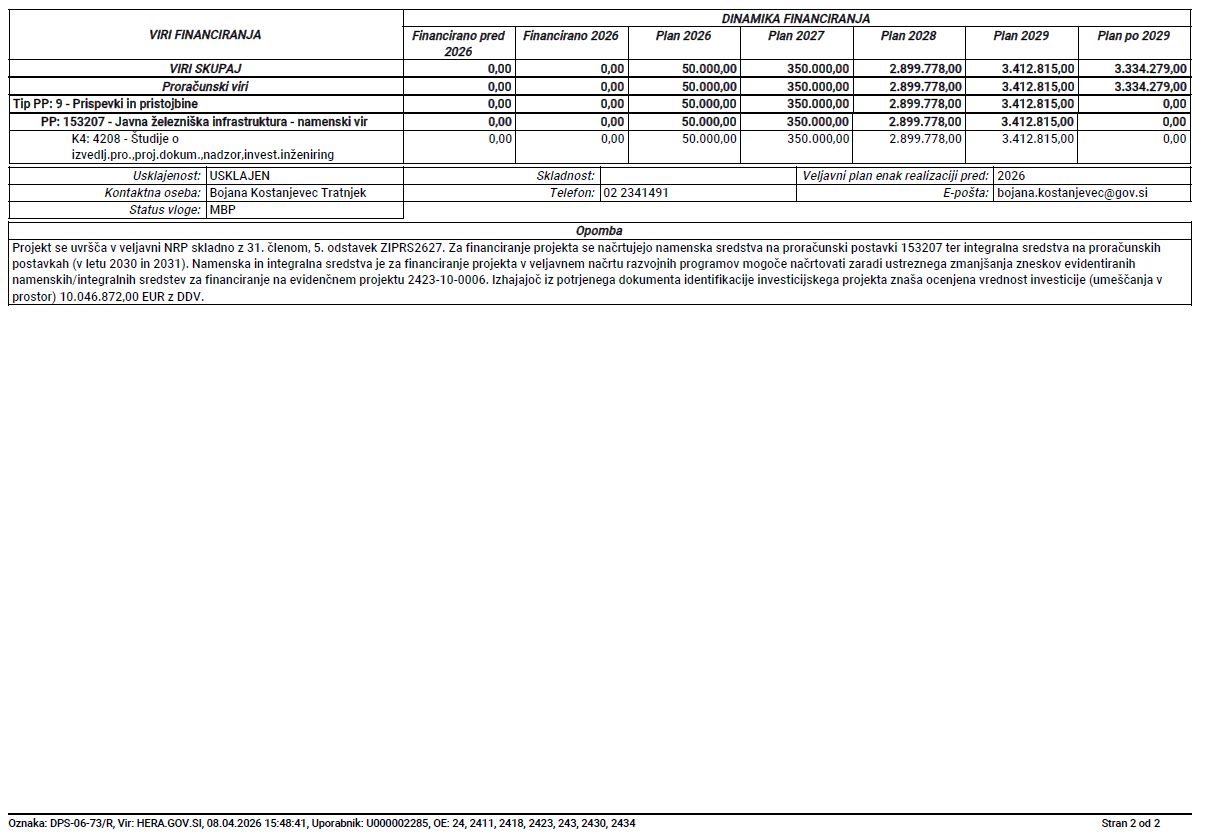 VIRI FINANCIRANJA
DINAMIKA FINANCIRANJA
Financirano pred 2026 Financirano 2026 Plan 2026 Plan 2027 Plan 2028 Plan 2029 Plan po 2029
VIRI SKUPAJ 0,00 0,00 50.000,00 350.000,00 2.899.778,00 3.412.815,00 3.334.279,00
Proračunski viri 0,00 0,00 50.000,00 350.000,00 2.899.778,00 3.412.815,00 3.334.279,00
Tip PP: 9 - Prispevki in pristojbine 0,00 0,00 50.000,00 350.000,00 2.899.778,00 3.412.815,00 0,00
PP: 153207 - Javna železniška infrastruktura - namenski vir 0,00 0,00 50.000,00 350.000,00 2.899.778,00 3.412.815,00 0,00
K4: 4208 - Študije o 0,00 0,00 50.000,00 350.000,00 2.899.778,00 3.412.815,00 0,00
izvedlj.pro.,proj.dokum.,nadzor,invest.inženiring
Usklajenost: USKLAJEN Skladnost: Veljavni plan enak realizaciji pred: 2026
Kontaktna oseba: Bojana Kostanjevec Tratnjek Telefon: 02 2341491 E-pošta: bojana.kostanjevec@gov.si
Status vloge: MBP
Opomba
Projekt se uvršča v veljavni NRP skladno z 31. členom, 5. odstavek ZIPRS2627. Za financiranje projekta se načrtujejo namenska sredstva na proračunski postavki 153207 ter integralna sredstva na proračunskih
postavkah (v letu 2030 in 2031). Namenska in integralna sredstva je za financiranje projekta v veljavnem načrtu razvojnih programov mogoče načrtovati zaradi ustreznega zmanjšanja zneskov evidentiranih
namenskih/integralnih sredstev za financiranje na evidenčnem projektu 2423-10-0006. Izhajajoč iz potrjenega dokumenta identifikacije investicijskega projekta znaša ocenjena vrednost investicije (umeščanja v
prostor) 10.046.872,00 EUR z DDV.
Oznaka: DPS-06-73/R, Vir: HERA.GOV.SI, 08.04.2026 15:48:41, Uporabnik: U000002285, OE: 24, 2411, 2418, 2423, 243, 2430, 2434 Stran 2 od 2